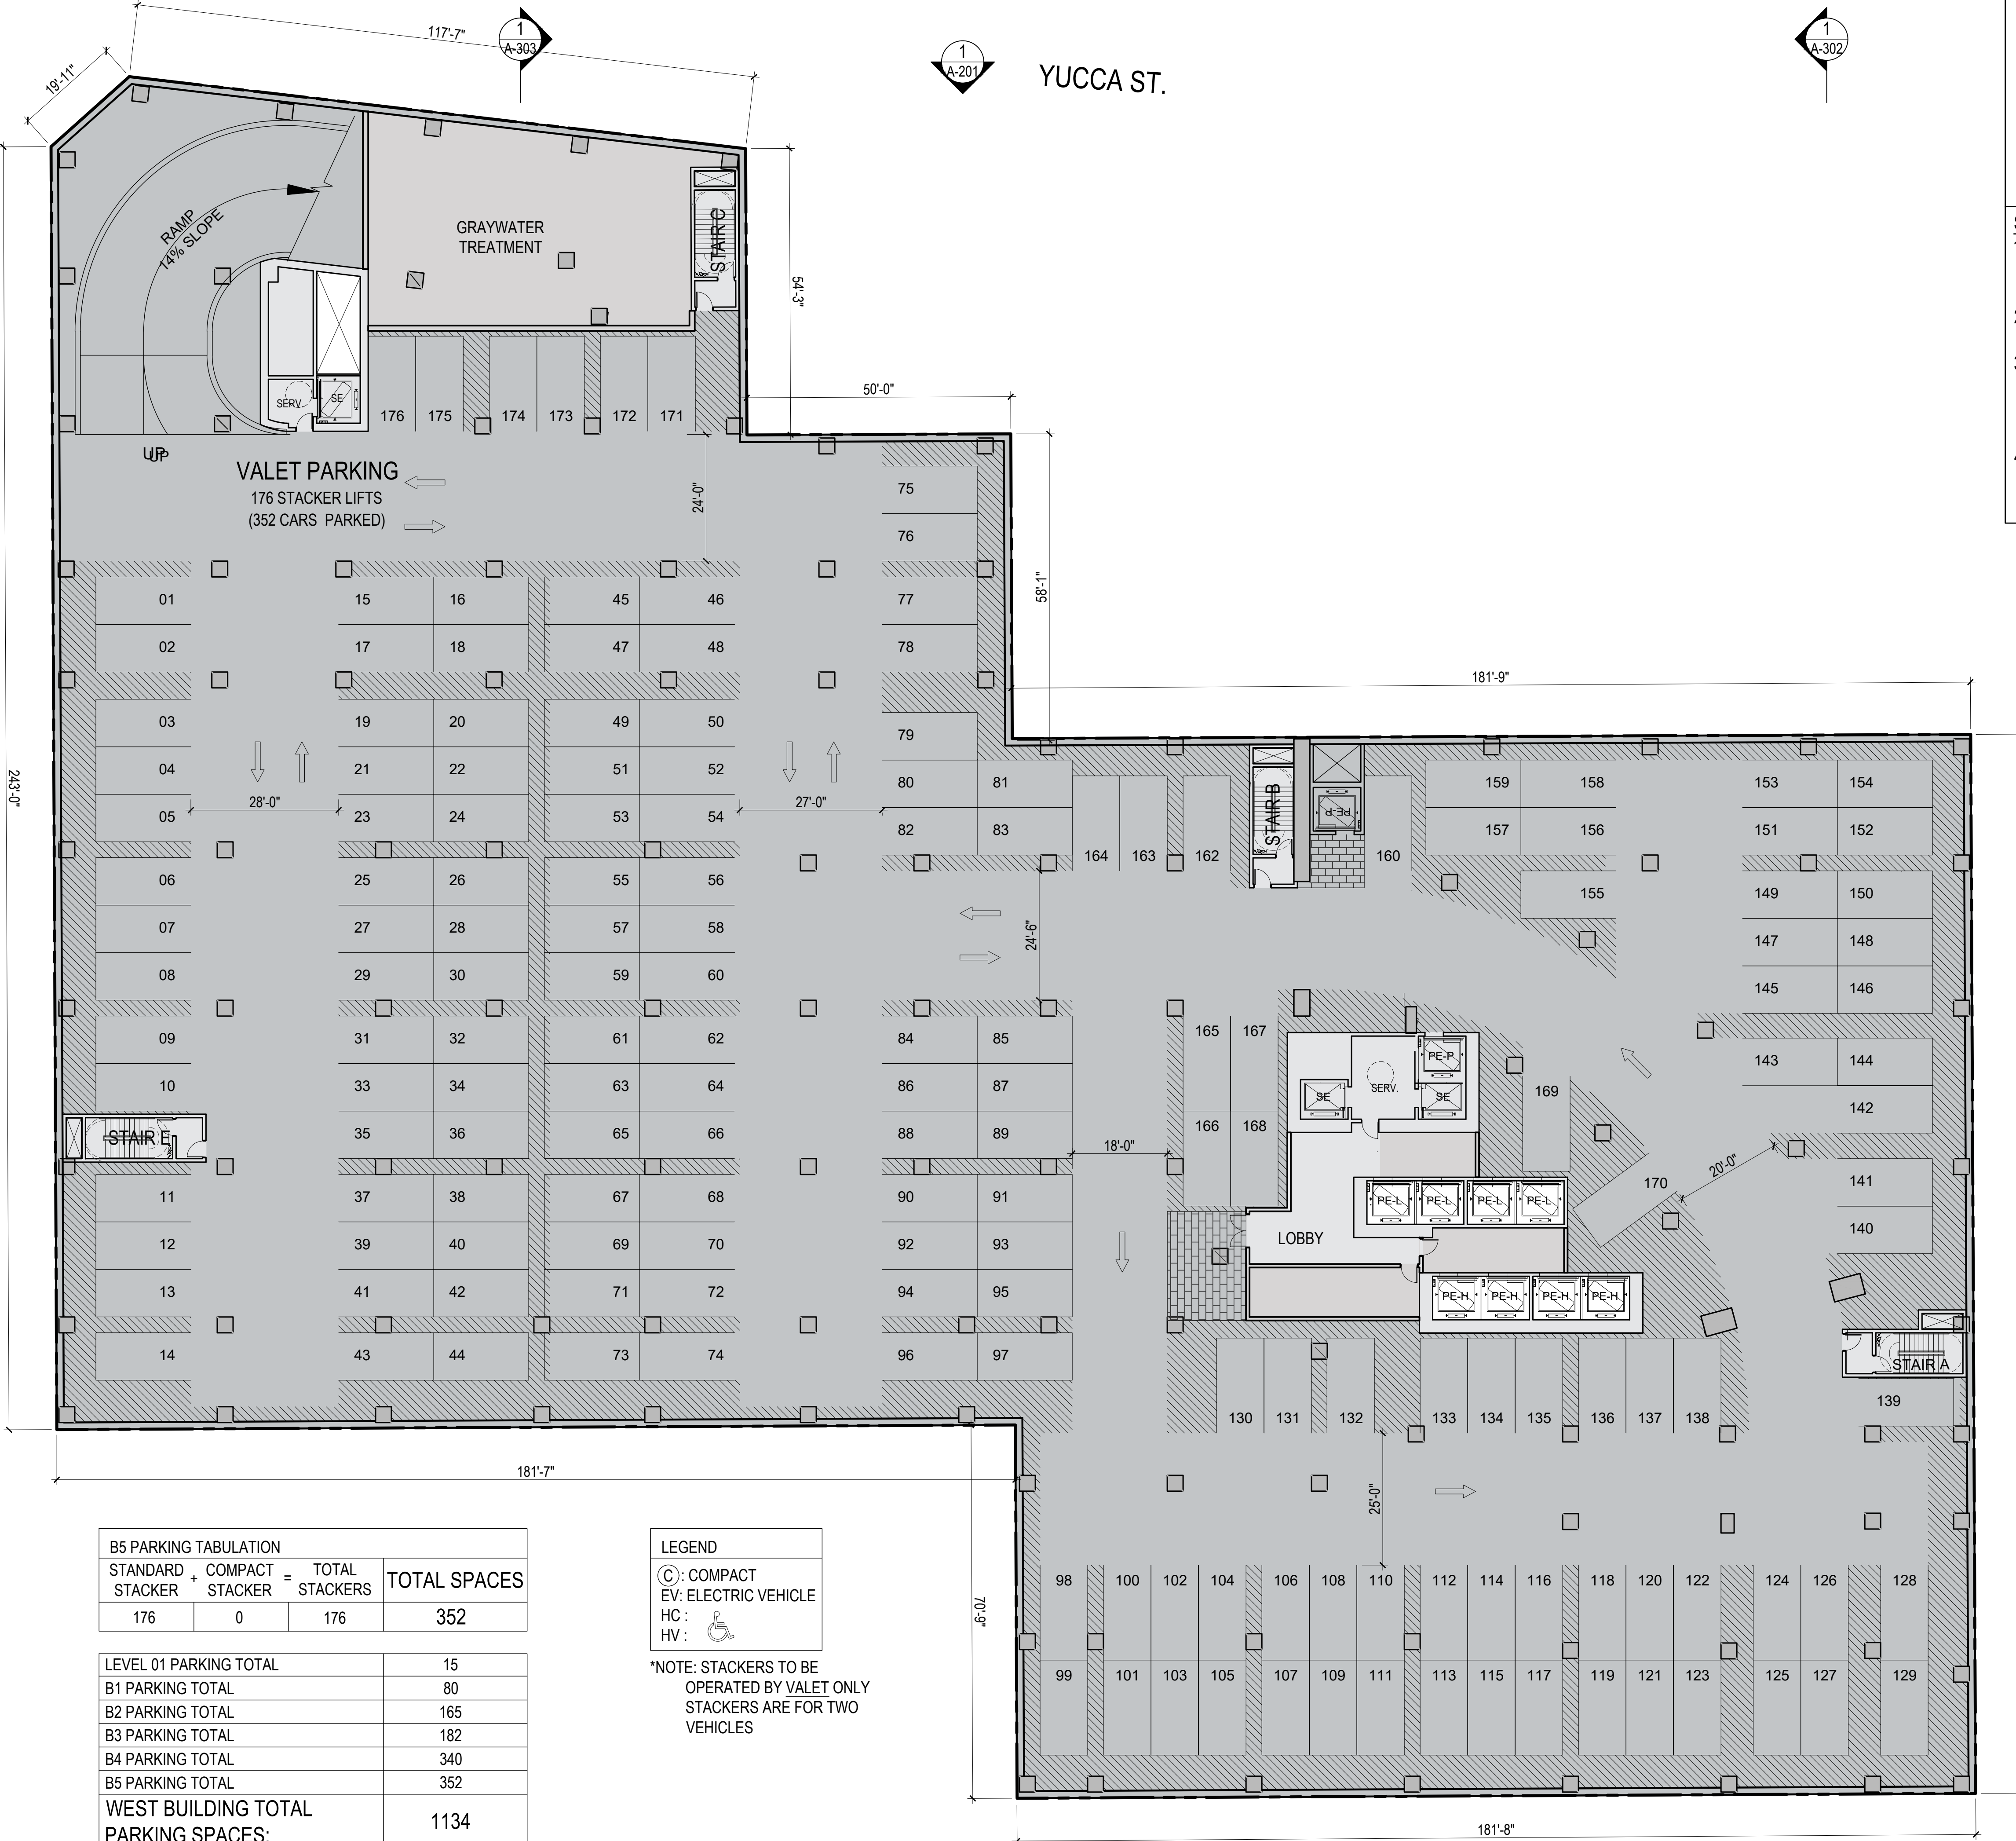 117'-7"
1
A-303
1
A-201
YUCCA ST.
1
A-302
19'-11"
RAMP
14% SLOPE
GRAYWATER
TREATMENT
STAIR C
54'-3"
SERV.
SE
176 175 174 173 172 171
50'-0"
UP
UP
VALET PARKING
176 STACKER LIFTS
(352 CARS PARKED)
24'-0"
75
76
58'-1"
01 15 16 45 46 77
02 17 18 47 48 78
181'-9"
03 19 20 49 50 79
04 21 22 51 52 80 81
05 23 24 53 54 82 83
243'-0"
28'-0"
27'-0"
164 163 162
STAIR B
PE-P
160
159 158 153 154
157 156 151 152
155 149 150
147 148
145 146
06 25 26 55 56
07 27 28 57 58
08 29 30 59 60
24'-6"
09 31 32 61 62 84 85
10 33 34 63 64 86 87
STAIR E
35 36 65 66 88 89
165 167
166 168
PE-P
SERV.
SE
SE
169
143 144
142
18'-0"
20'-0"
170
141
140
11 37 38 67 68 90 91
12 39 40 69 70 92 93
13 41 42 71 72 94 95
14 43 44 73 74 96 97
PE-L PE-L PE-L PE-L
LOBBY
PE-H PE-H PE-H PE-H
STAIR A
139
130 131 132 133 134 135 136 137 138
181'-7"
25'-0"
70'-9"
98 100 102 104 106 108 110 112 114 116 118 120 122 124 126 128
99 101 103 105 107 109 111 113 115 117 119 121 123 125 127 129
181'-8"
B5 PARKING TABULATION
STANDARD STACKER + COMPACT STACKER = TOTAL STACKERS TOTAL SPACES
176 0 176 352
LEVEL 01 PARKING TOTAL 15
B1 PARKING TOTAL 80
B2 PARKING TOTAL 165
B3 PARKING TOTAL 182
B4 PARKING TOTAL 340
B5 PARKING TOTAL 352
WEST BUILDING TOTAL
PARKING SPACES: 1134
LEGEND
C : COMPACT
EV: ELECTRIC VEHICLE
HC :
HV :
*NOTE: STACKERS TO BE
OPERATED BY VALET ONLY
STACKERS ARE FOR TWO
VEHICLES